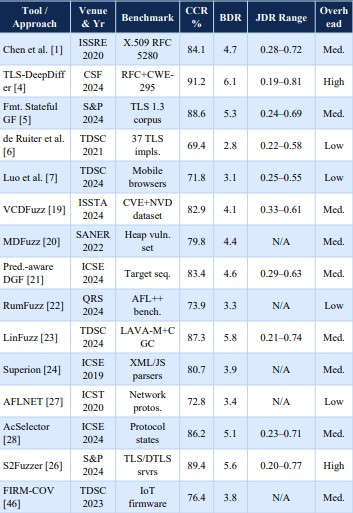 Tool / Approach | Venue & Yr | Benchmark | CCR % | BDR | JDR Range | Overhead
Chen et al. [1] | ISSRE 2020 | X.509 RFC 5280 | 84.1 | 4.7 | 0.28–0.72 | Med.
TLS-DeepDiffer [4] | CSF 2024 | RFC+CWE-295 | 91.2 | 6.1 | 0.19–0.81 | High
Fmt. Stateful GF [5] | S&P 2024 | TLS 1.3 corpus | 88.6 | 5.3 | 0.24–0.69 | Med.
de Ruiter et al. [6] | TDSC 2021 | 37 TLS impls. | 69.4 | 2.8 | 0.22–0.58 | Low
Luo et al. [7] | TDSC 2024 | Mobile browsers | 71.8 | 3.1 | 0.25–0.55 | Low
VCDFuzz [19] | ISSTA 2024 | CVE+NVD dataset | 82.9 | 4.1 | 0.33–0.61 | Med.
MDFuzz [20] | SANER 2022 | Heap vuln. set | 79.8 | 4.4 | N/A | Med.
Pred.-aware DGF [21] | ICSE 2024 | Target seq. | 83.4 | 4.6 | 0.29–0.63 | Med.
RumFuzz [22] | QRS 2024 | AFL++ bench. | 73.9 | 3.3 | N/A | Low
LinFuzz [23] | TDSC 2024 | LAVA-M+CGC | 87.3 | 5.8 | 0.21–0.74 | Med.
Superion [24] | ICSE 2019 | XML/JS parsers | 80.7 | 3.9 | N/A | Med.
AFLNET [27] | ICST 2020 | Network protos. | 72.8 | 3.4 | N/A | Low
AcSelector [28] | ICSE 2024 | Protocol states | 86.2 | 5.1 | 0.23–0.71 | Med.
S2Fuzzer [26] | S&P 2024 | TLS/DTLS srvrs | 89.4 | 5.6 | 0.20–0.77 | High
FIRM-COV [46] | TDSC 2023 | IoT firmware | 76.4 | 3.8 | N/A | Med.